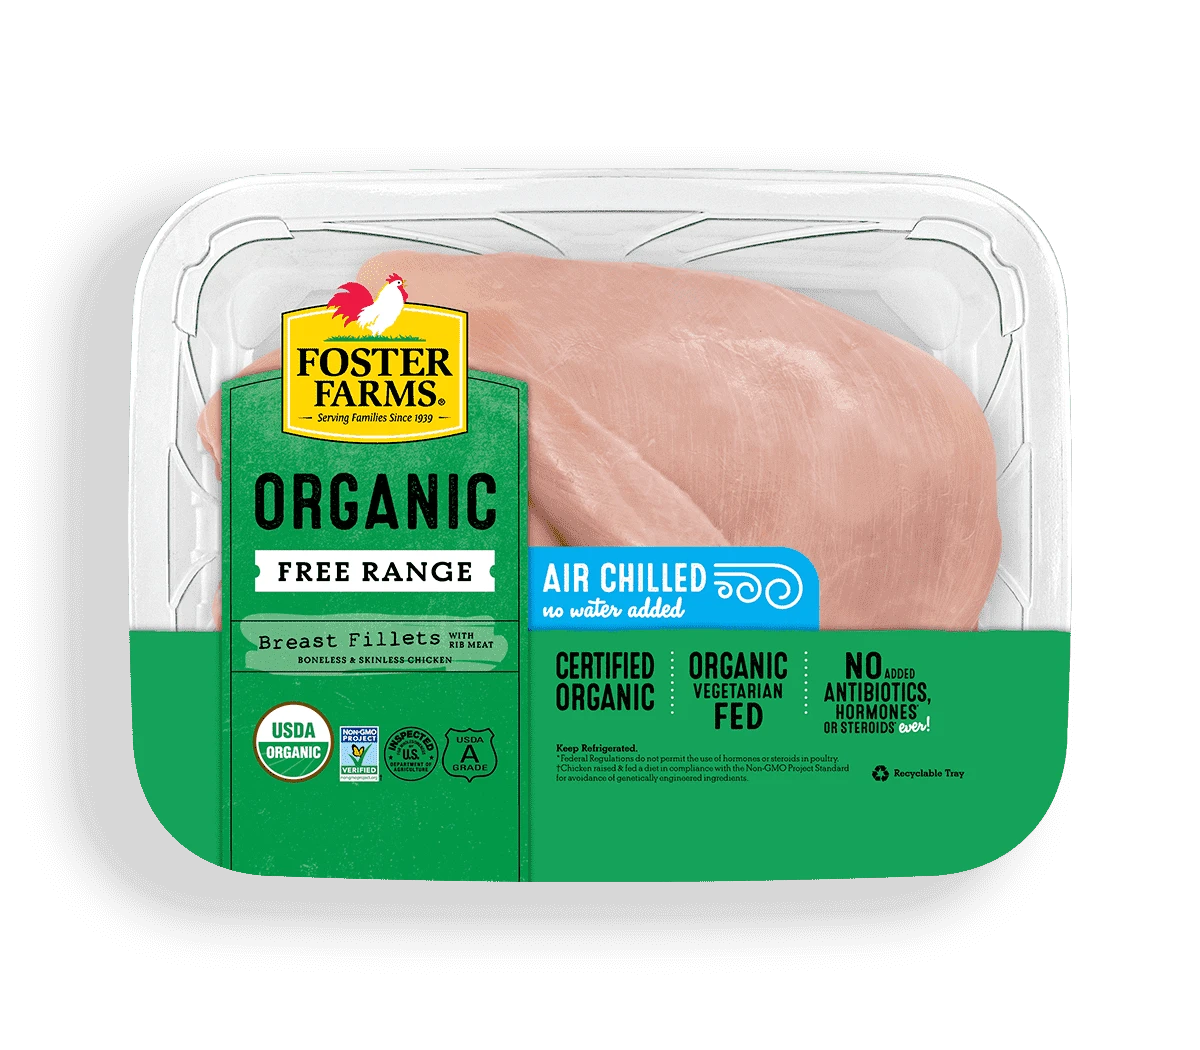 FOSTER
FARMS®
Serving Families Since 1939
ORGANIC
FREE RANGE
Breast Fillets WITH RIB MEAT
BONELESS & SKINLESS CHICKEN
USDA
ORGANIC
NON-GMO
PROJECT
VERIFIED
nongmoproject.org
INSPECTED
U.S.
DEPARTMENT OF
AGRICULTURE
USDA
A
GRADE
AIR CHILLED
no water added
CERTIFIED
ORGANIC
ORGANIC
VEGETARIAN
FED
NO ADDED
ANTIBIOTICS,
HORMONES*
OR STEROIDS* ever!
Keep Refrigerated.
*Federal Regulations do not permit the use of hormones or steroids in poultry.
†Chicken raised & fed a diet in compliance with the Non-GMO Project Standard
for avoidance of genetically engineered ingredients.
Recyclable Tray